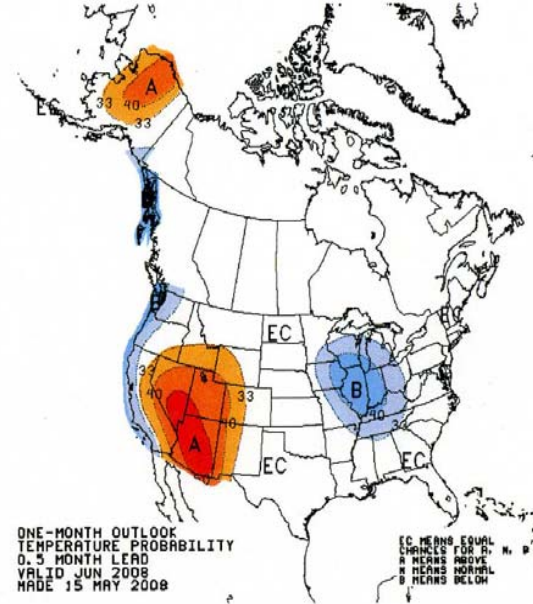 A
33 40
33
EC
33
40
33
40
A
EC
B
40
EC
EC
ONE-MONTH OUTLOOK
TEMPERATURE PROBABILITY
0.5 MONTH LEAD
VALID JUN 2008
MADE 15 MAY 2008
EC MEANS EQUAL
CHANCES FOR A, N, B
A MEANS ABOVE
N MEANS NORMAL
B MEANS BELOW